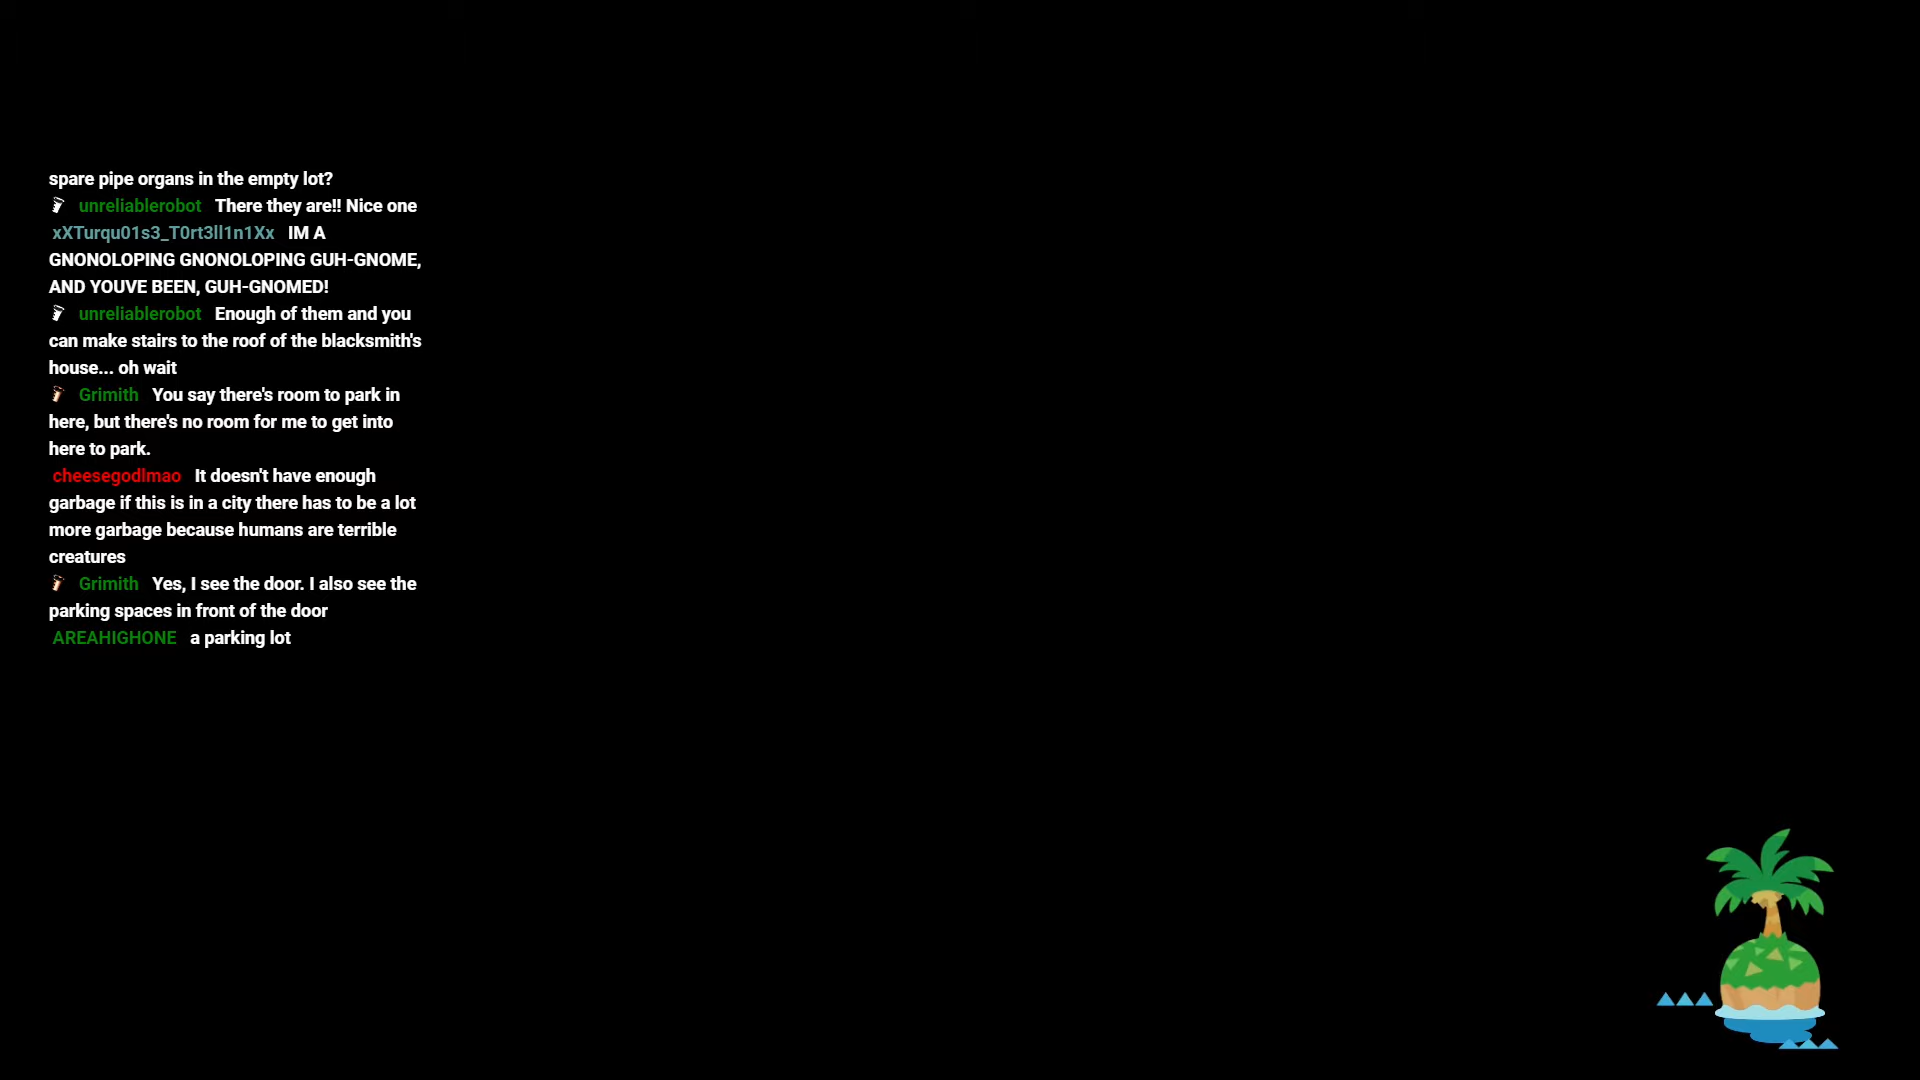 spare pipe organs in the empty lot?
unreliablerobot There they are!! Nice one
xXTurqu01s3_T0rt3ll1n1Xx IM A
GNONOLOPING GNONOLOPING GUH-GNOME,
AND YOUVE BEEN, GUH-GNOMED!
unreliablerobot Enough of them and you
can make stairs to the roof of the blacksmith's
house... oh wait
Grimith You say there's room to park in
here, but there's no room for me to get into
here to park.
cheesegodlmao It doesn't have enough
garbage if this is in a city there has to be a lot
more garbage because humans are terrible
creatures
Grimith Yes, I see the door. I also see the
parking spaces in front of the door
AREAHIGHONE a parking lot